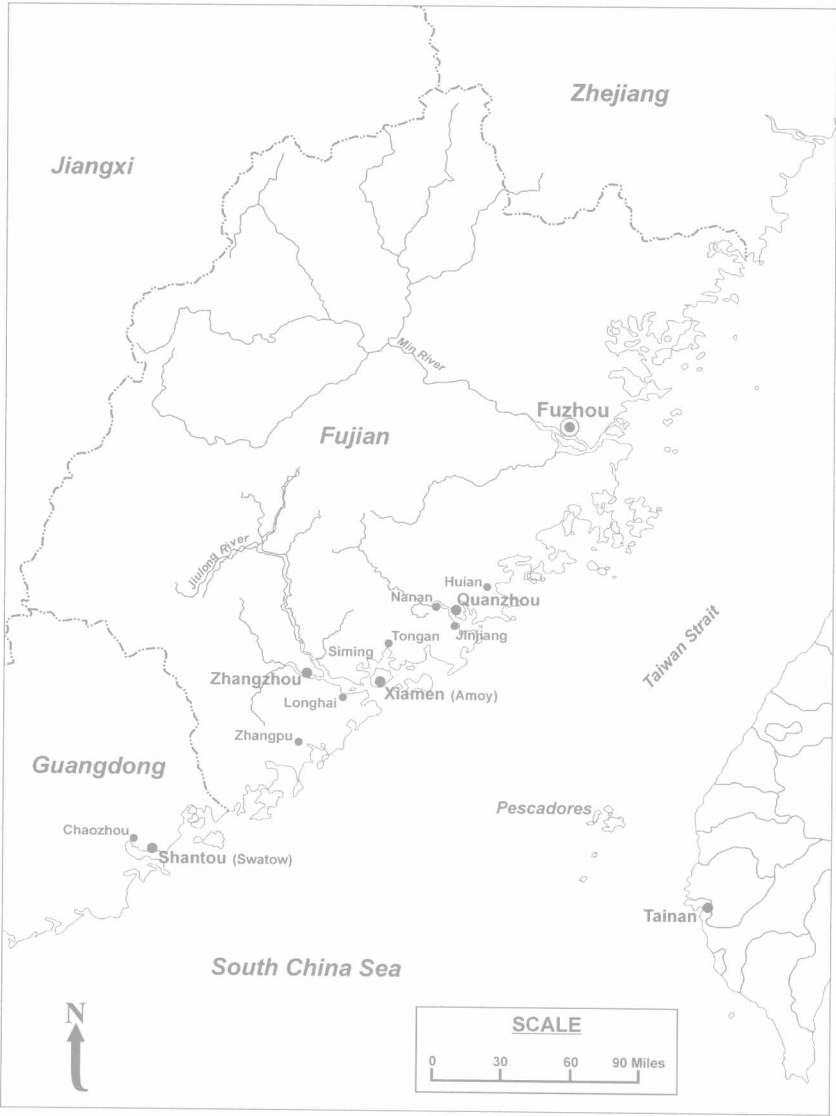 Zhejiang
Jiangxi
Min River
Fuzhou
Fujian
Jiulong River
Huian
Nanan
Quanzhou
Jinjiang
Tongan
Siming
Zhangzhou
Xiamen (Amoy)
Longhai
Zhangpu
Taiwan Strait
Guangdong
Pescadores
Chaozhou
Shantou (Swatow)
Tainan
South China Sea
N
SCALE
0 30 60 90 Miles